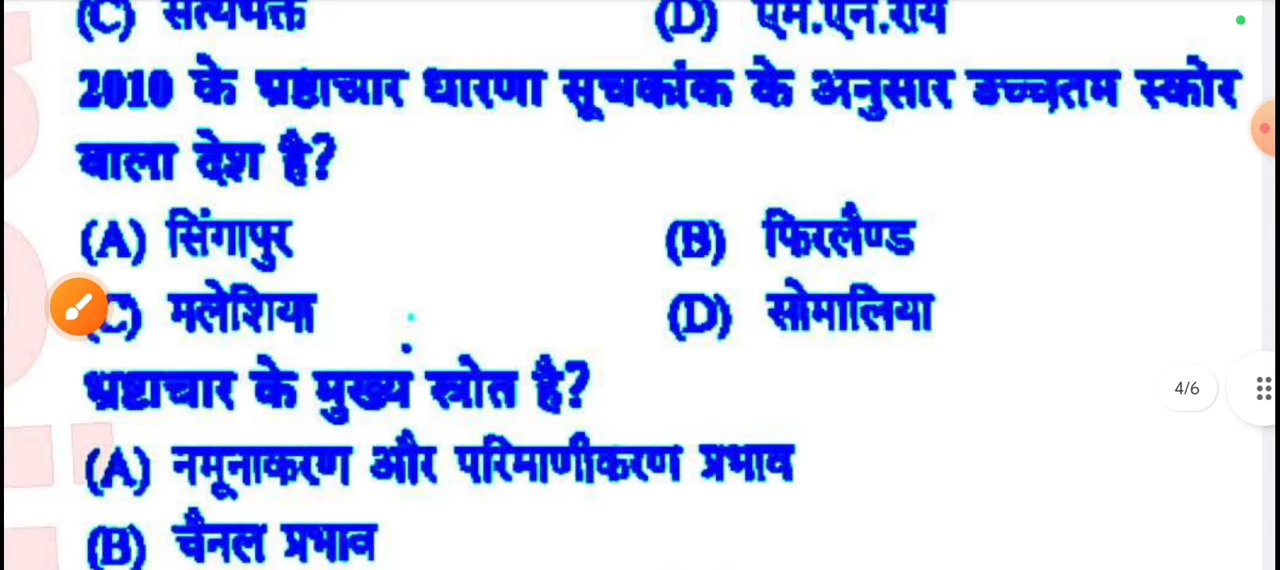 (C) सत्यभक्त (D) एम.एन.राय
2010 के भ्रष्टाचार धारणा सूचकांक के अनुसार उच्चतम स्कोर
वाला देश है?
(A) सिंगापुर (B) फिरलैण्ड
(C) मलेशिया (D) सोमालिया
भ्रष्टाचार के मुख्य स्त्रोत है?
4/6
(A) नमूनाकरण और परिमाणीकरण प्रभाव
(B) चैनल प्रभाव